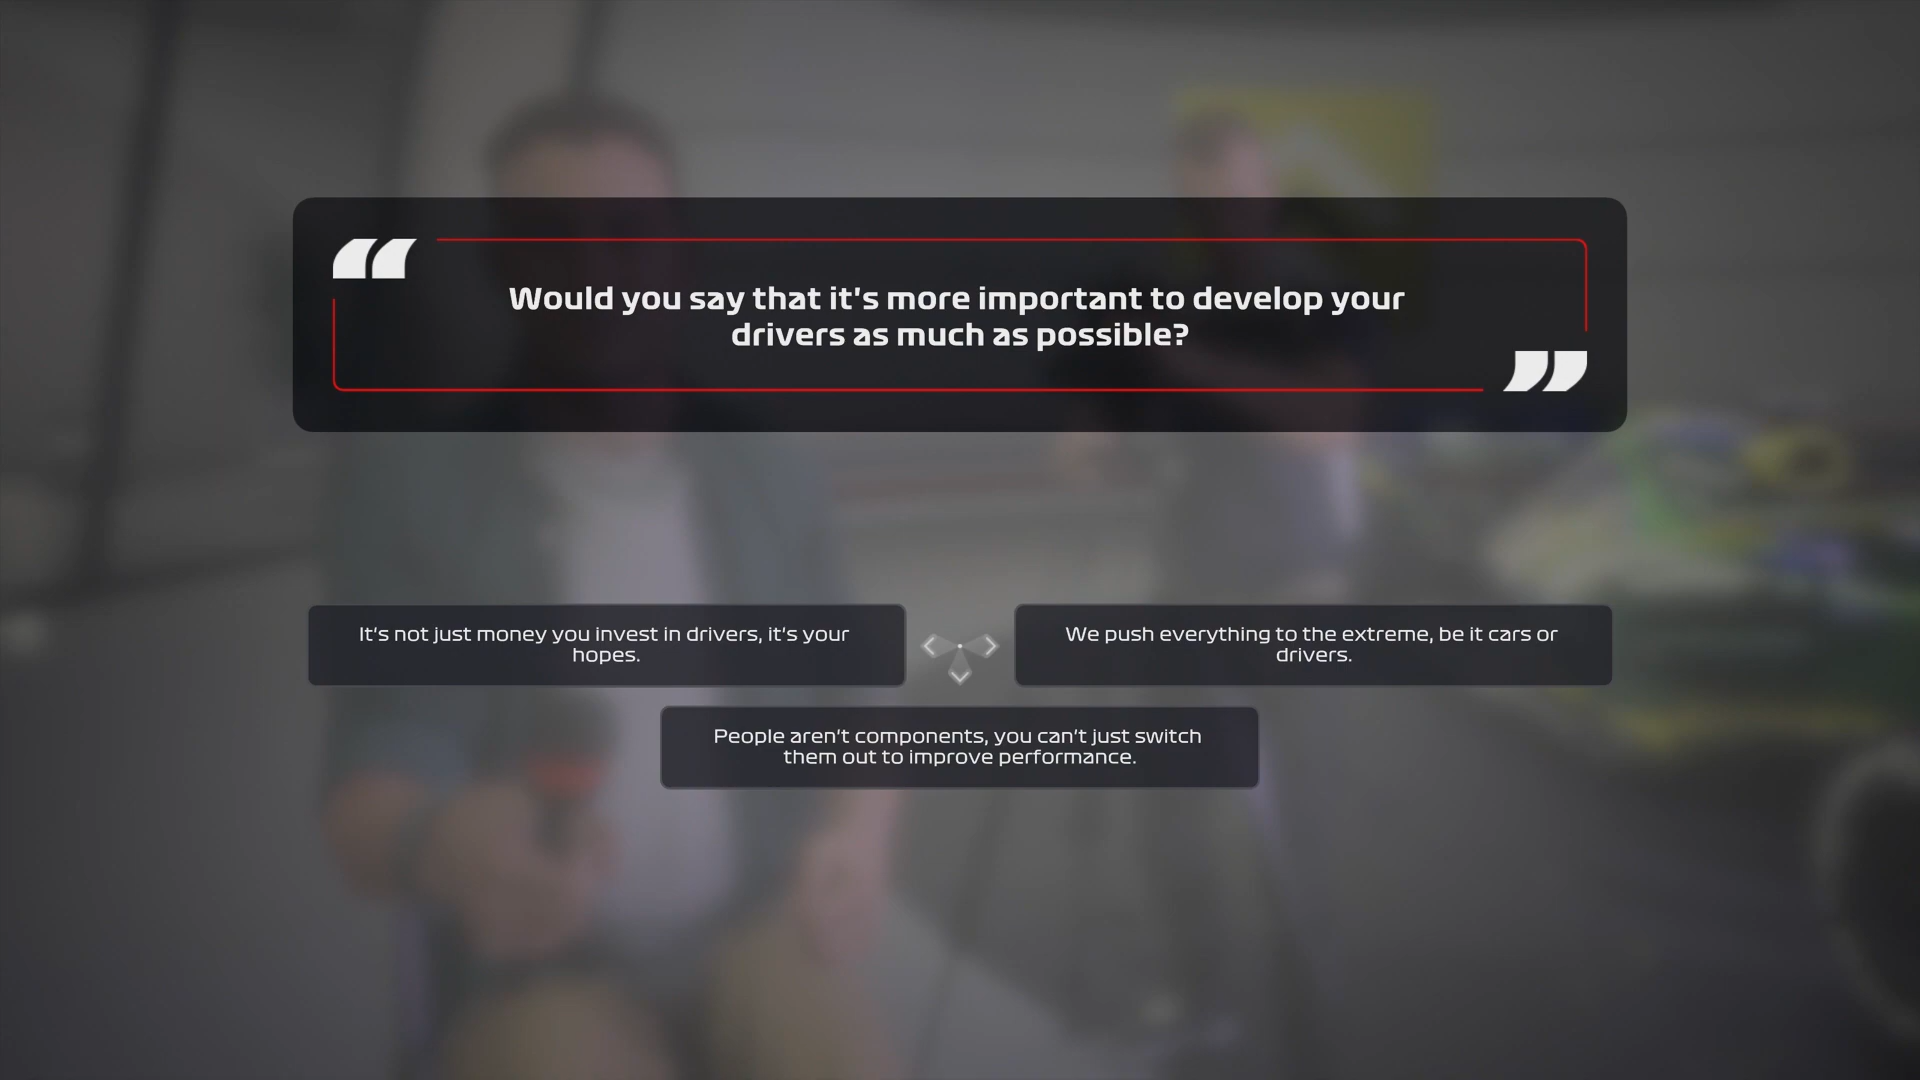 Would you say that it's more important to develop your
drivers as much as possible?
It's not just money you invest in drivers, it's your
hopes.
We push everything to the extreme, be it cars or
drivers.
People aren't components, you can't just switch
them out to improve performance.